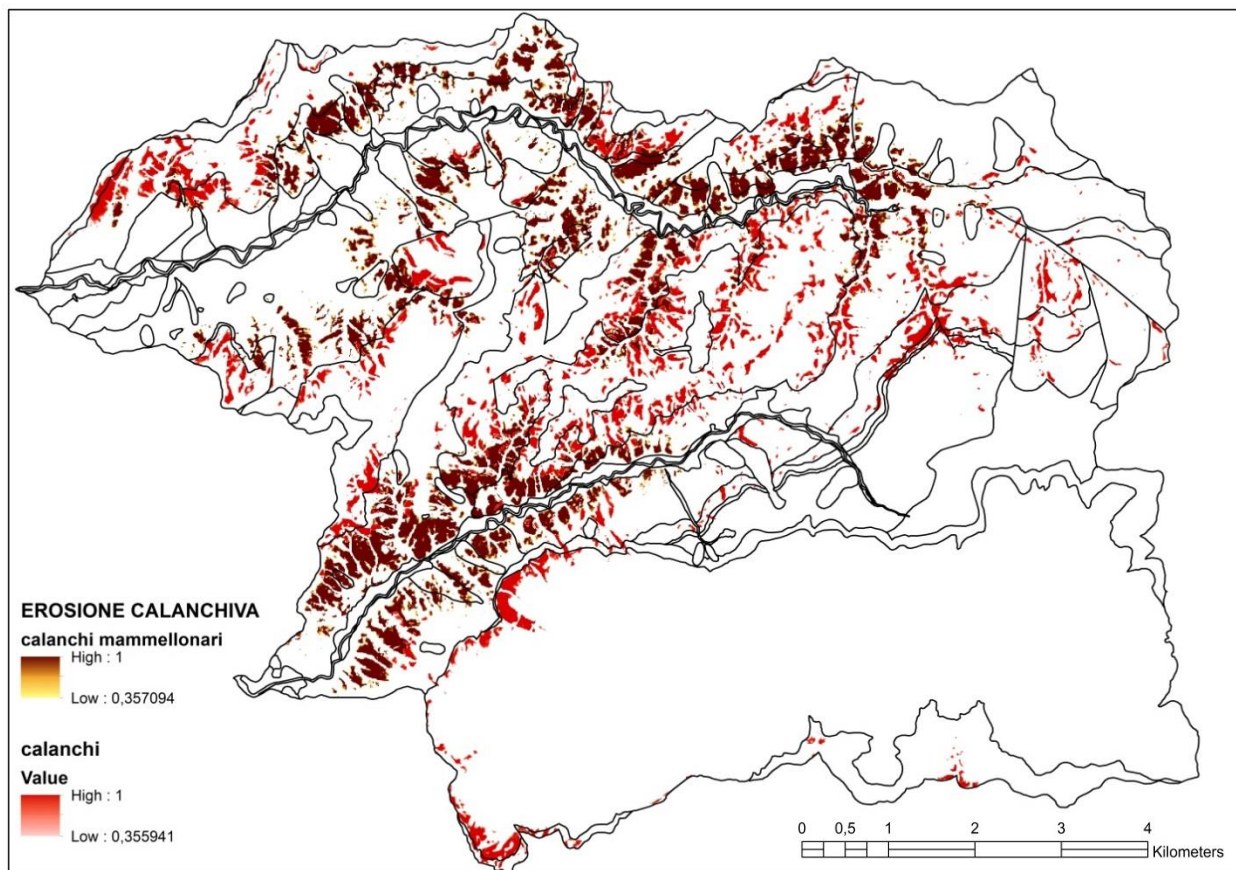 EROSIONE CALANCHIVA
calanchi mammellonari
High : 1
Low : 0,357094
calanchi
Value
High : 1
Low : 0,355941
0 0,5 1 2 3 4
Kilometers